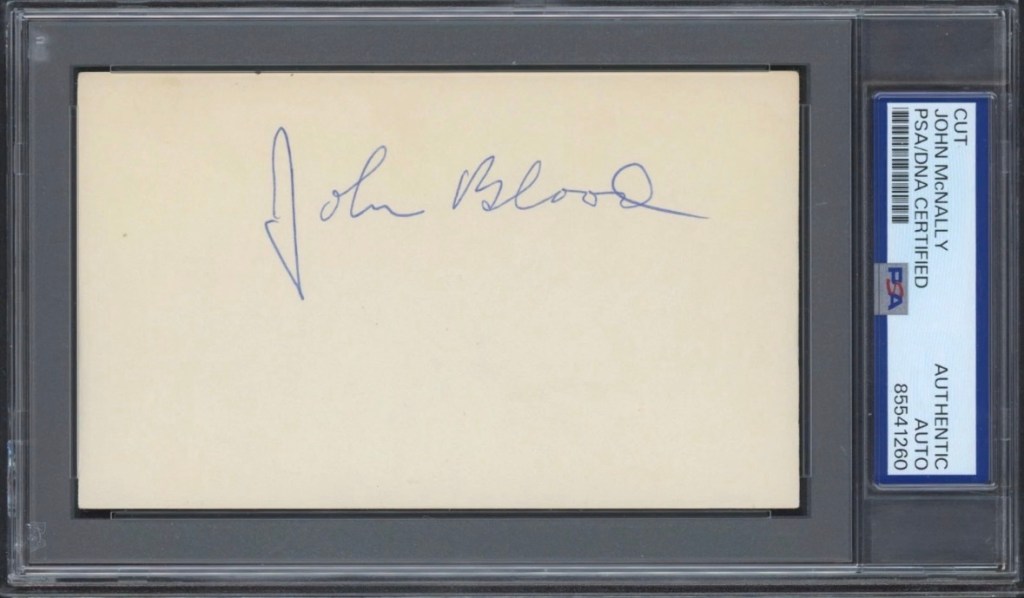 John Blood
CUT
JOHN McNALLY
PSA/DNA CERTIFIED
PSA
AUTHENTIC
AUTO
85541260